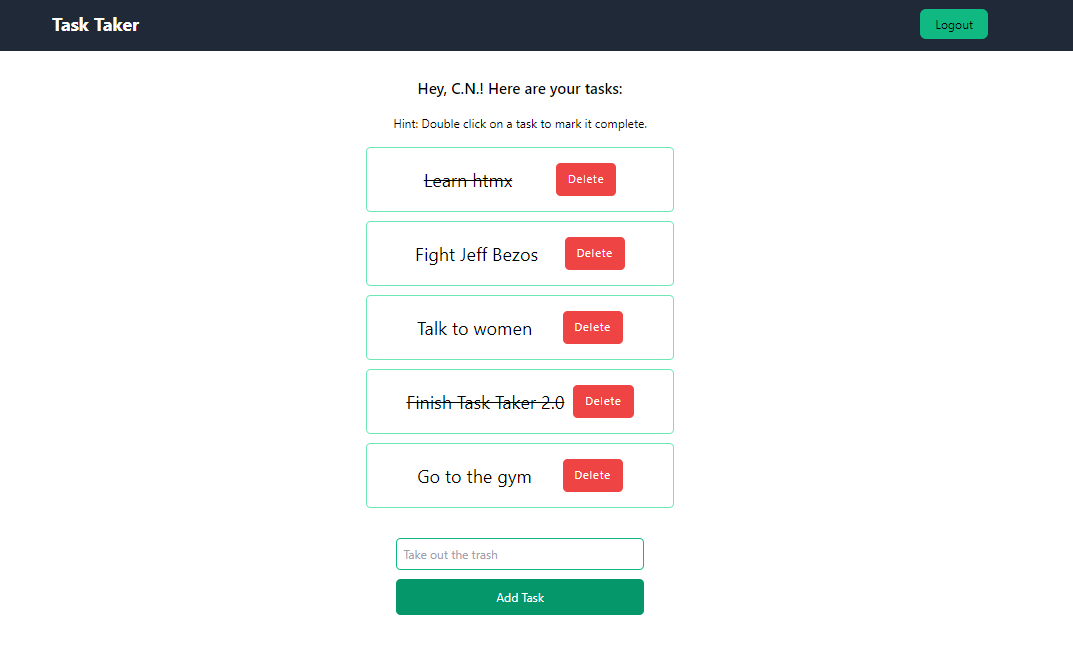 Task Taker
Logout
Hey, C.N.! Here are your tasks:
Hint: Double click on a task to mark it complete.
Learn htmx
Delete
Fight Jeff Bezos
Delete
Talk to women
Delete
Finish Task Taker 2.0
Delete
Go to the gym
Delete
Take out the trash
Add Task